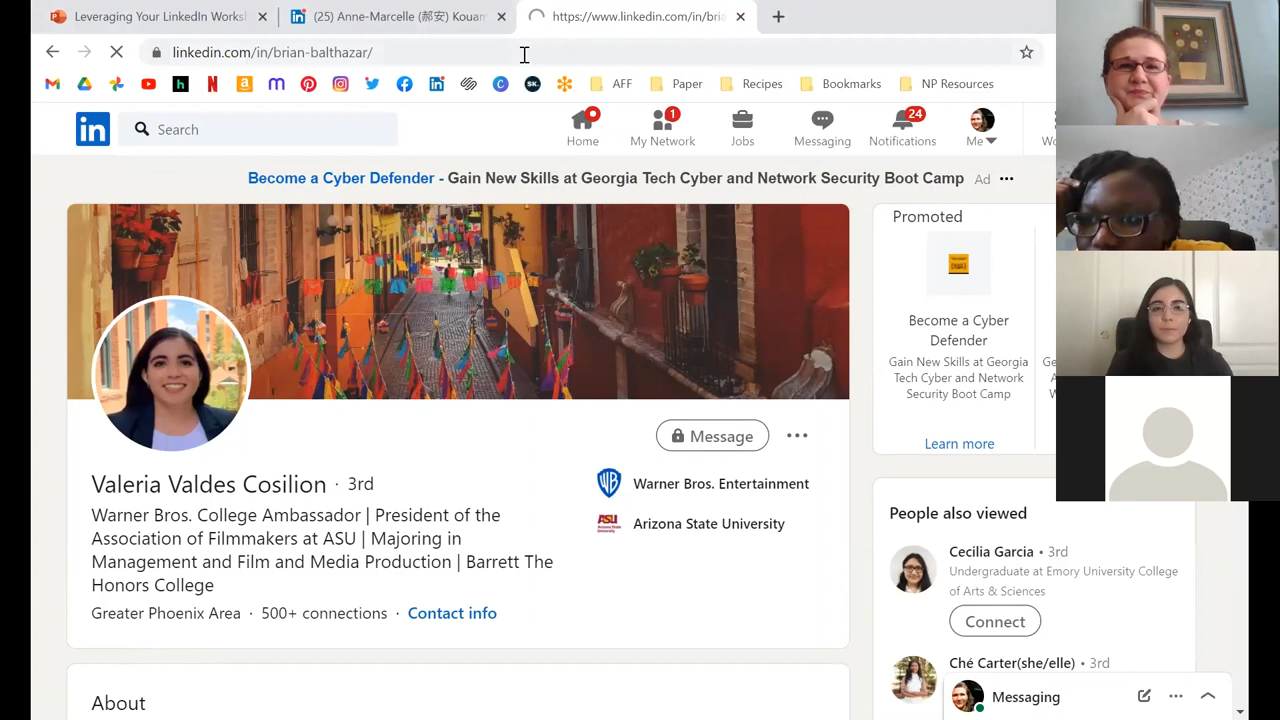 Leveraging Your LinkedIn Works
(25) Anne-Marcelle (郝安) Kouam
https://www.linkedin.com/in/bria
linkedin.com/in/brian-balthazar/
AFF
Paper
Recipes
Bookmarks
NP Resources
in
Search
Home
1
My Network
Jobs
Messaging
24
Notifications
Me
Wo
Become a Cyber Defender - Gain New Skills at Georgia Tech Cyber and Network Security Boot Camp
Ad
Promoted
Become a Cyber
Defender
Gain New Skills at Georgia
Tech Cyber and Network
Security Boot Camp
Learn more
Message
Valeria Valdes Cosilion · 3rd
Warner Bros. College Ambassador | President of the
Association of Filmmakers at ASU | Majoring in
Management and Film and Media Production | Barrett The
Honors College
Greater Phoenix Area · 500+ connections · Contact info
Warner Bros. Entertainment
ASU
Arizona State University
People also viewed
Cecilia Garcia • 3rd
Undergraduate at Emory University College
of Arts & Sciences
Connect
Ché Carter(she/elle) • 3rd
Messaging
About